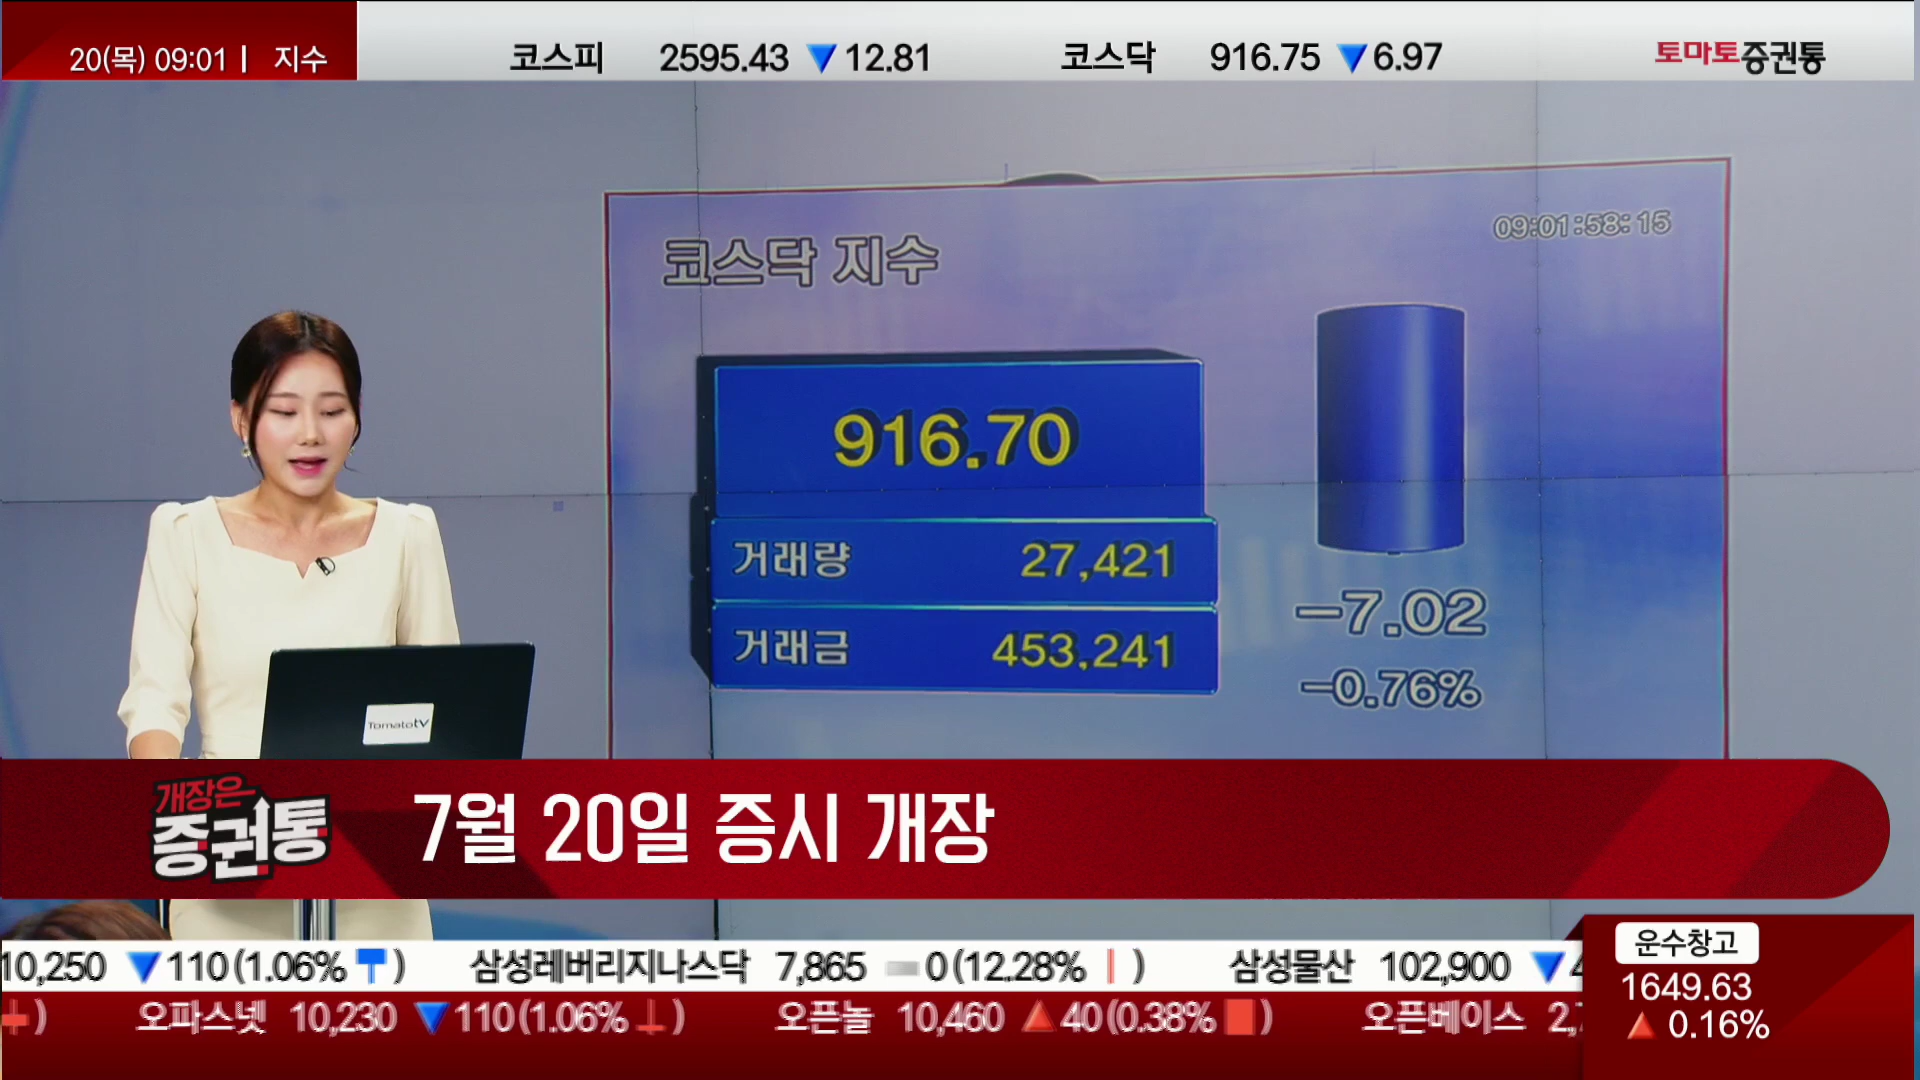 20(목) 09:01 | 지수
코스피 2595.43 ▼12.81 코스닥 916.75 ▼6.97
토마토증권통
09:01:58:15
코스닥 지수
916.70
거래량 27,421
거래금 453,241
-7.02
-0.76%
Tomatotv
개장은
증권통
7월 20일 증시 개장
10,250 ▼110(1.06% ) 삼성레버리지나스닥 7,865 0(12.28% ) 삼성물산 102,900 ▼4
) 오파스넷 10,230 ▼110(1.06% ) 오픈놀 10,460 ▲40(0.38% ) 오픈베이스 2,7
운수창고
1649.63
▲ 0.16%